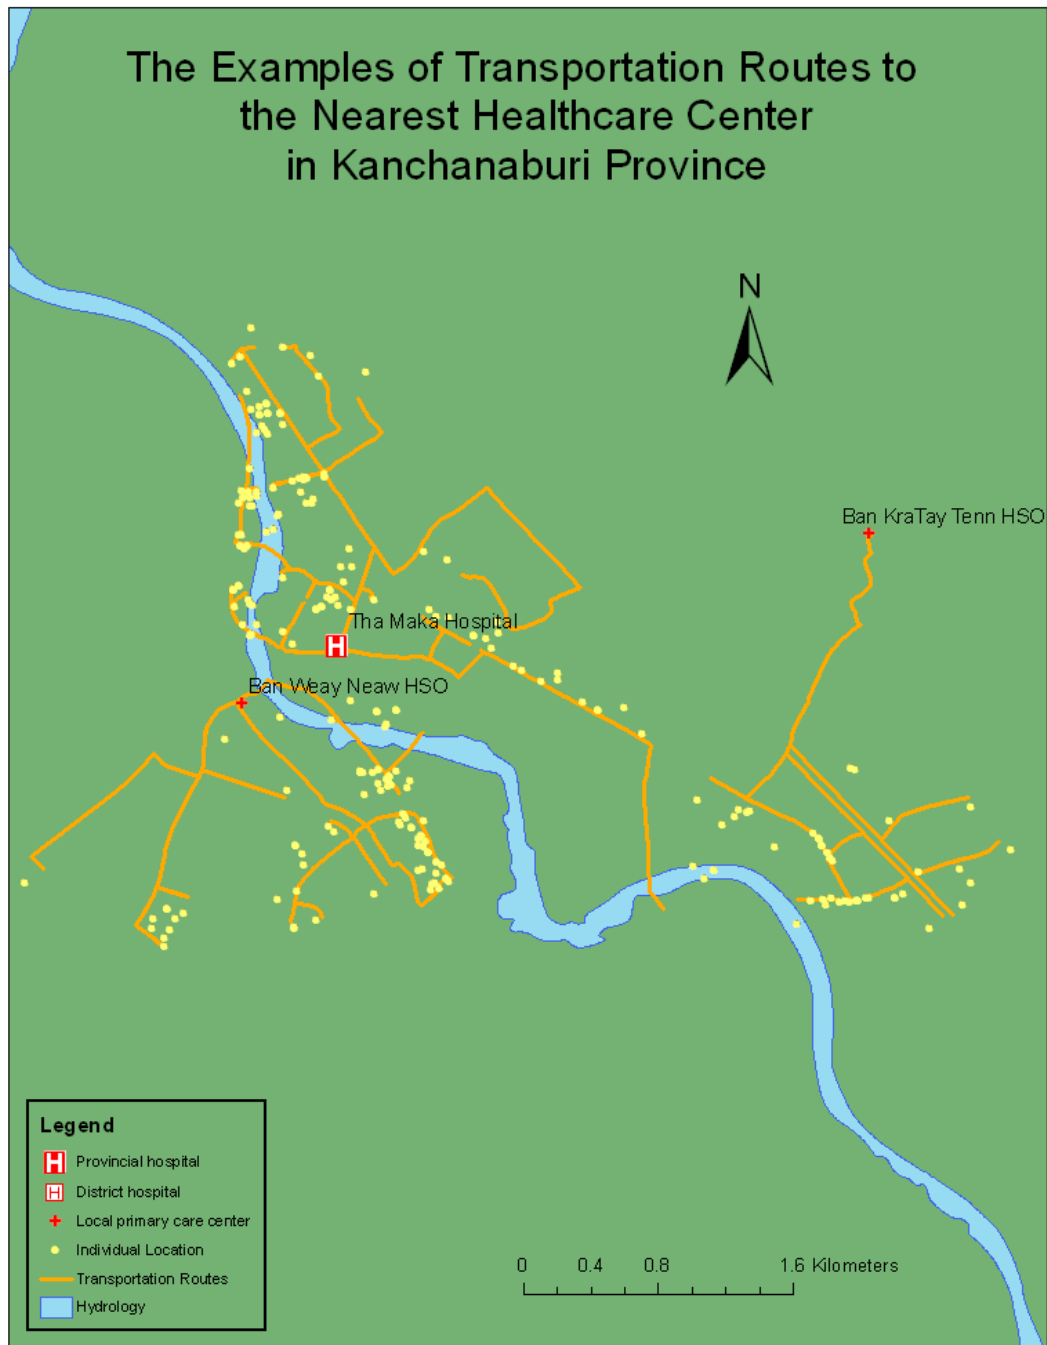 The Examples of Transportation Routes to
the Nearest Healthcare Center
in Kanchanaburi Province
N
Ban KraTay Tenn HSO
Tha Maka Hospital
H
Ban Weay Neaw HSO
Legend
H Provincial hospital
H District hospital
Local primary care center
Individual Location
Transportation Routes
Hydrology
0 0.4 0.8 1.6 Kilometers